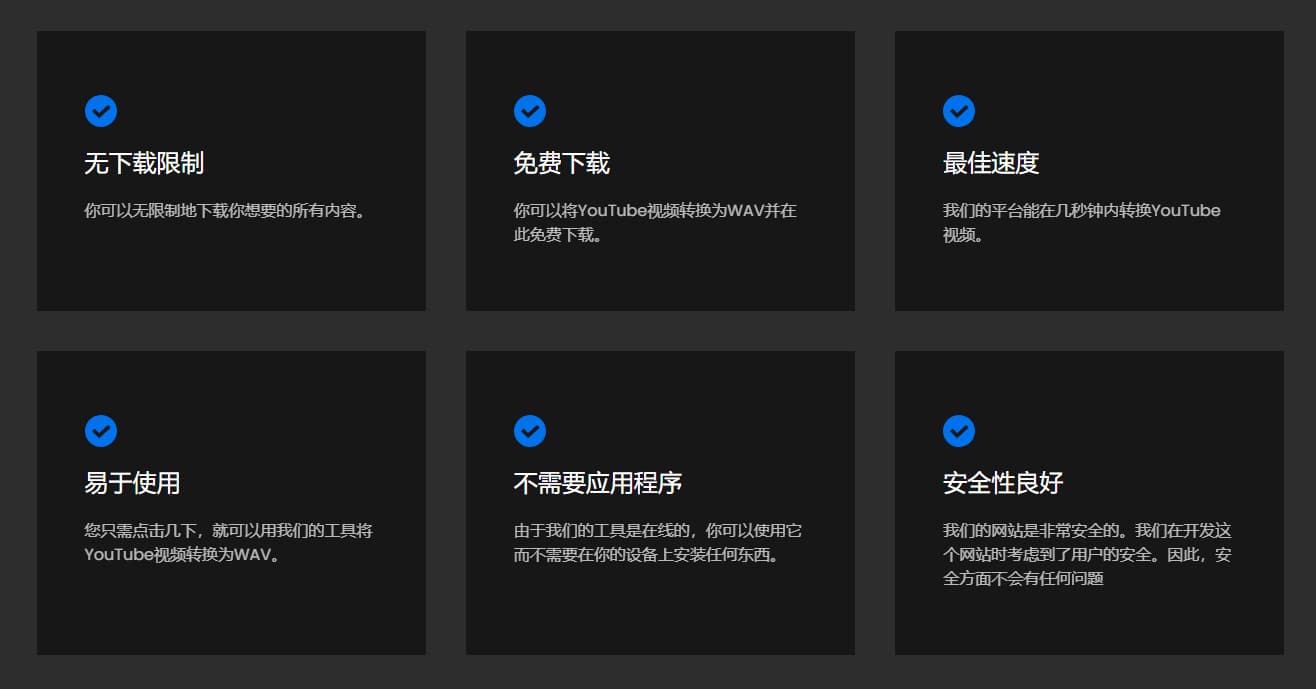 无下载限制
你可以无限制地下载你想要的所有内容。
免费下载
你可以将YouTube视频转换为WAV并在
此免费下载。
最佳速度
我们的平台能在几秒钟内转换YouTube
视频。
易于使用
您只需点击几下，就可以用我们的工具将
YouTube视频转换为WAV。
不需要应用程序
由于我们的工具是在线的，你可以使用它
而不需要在你的设备上安装任何东西。
安全性良好
我们的网站是非常安全的。我们在开发这
个网站时考虑到了用户的安全。因此，安
全方面不会有任何问题